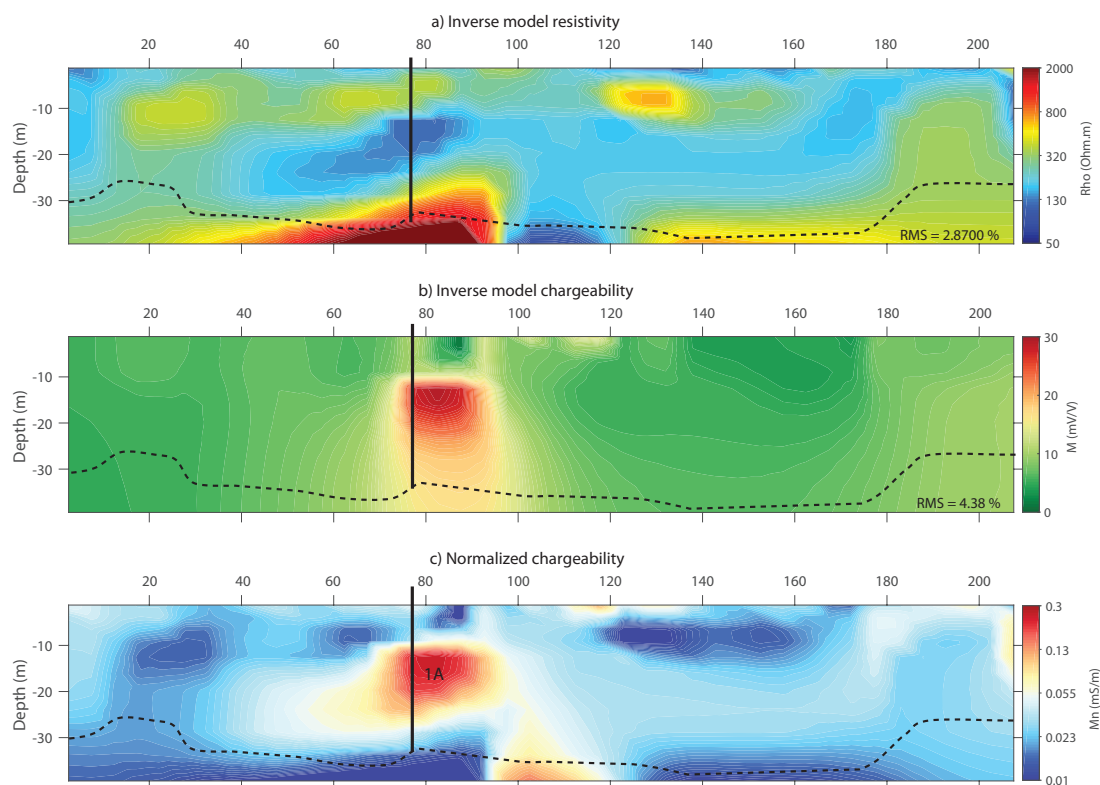 a) Inverse model resistivity
20 40 60 80 100 120 140 160 180 200
Depth (m)
-10
-20
-30
2000
800
320
130
50
Rho (Ohm.m)
RMS = 2.8700 %
b) Inverse model chargeability
20 40 60 80 100 120 140 160 180 200
Depth (m)
-10
-20
-30
30
20
10
0
M (mV/V)
RMS = 4.38 %
c) Normalized chargeability
20 40 60 80 100 120 140 160 180 200
Depth (m)
-10
-20
-30
1A
0.3
0.13
0.055
0.023
0.01
Mn (mS/m)